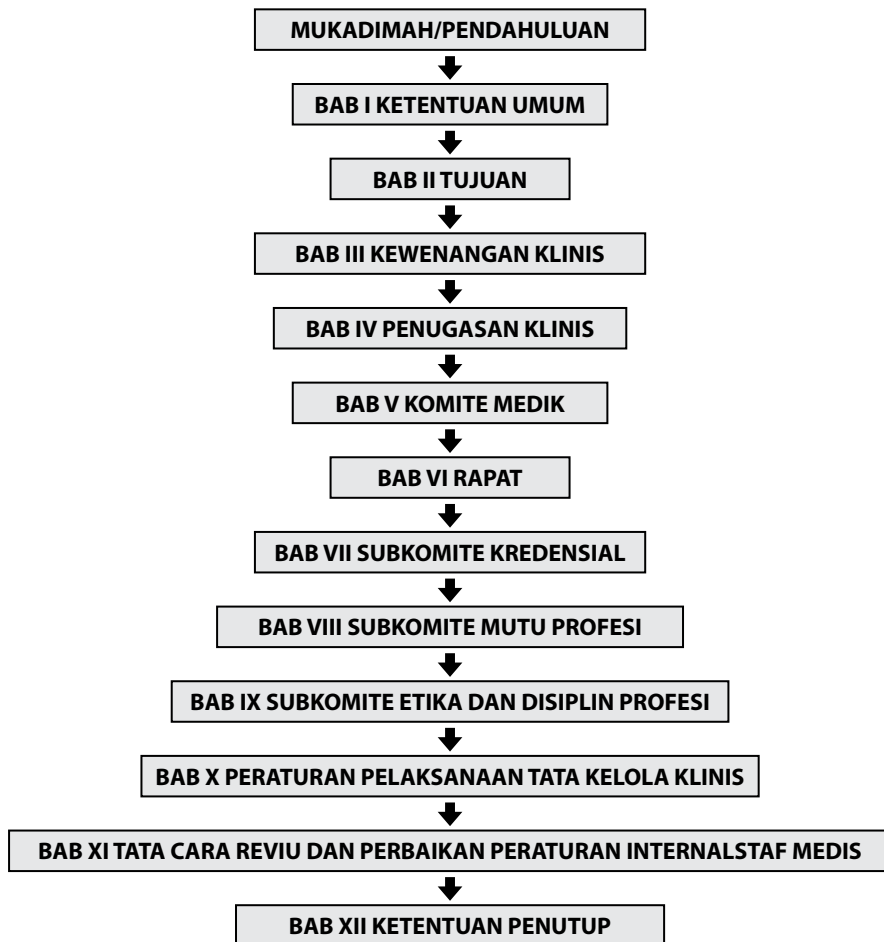 MUKADIMAH/PENDAHULUAN
BAB I KETENTUAN UMUM
BAB II TUJUAN
BAB III KEWENANGAN KLINIS
BAB IV PENUGASAN KLINIS
BAB V KOMITE MEDIK
BAB VI RAPAT
BAB VII SUBKOMITE KREDENSIAL
BAB VIII SUBKOMITE MUTU PROFESI
BAB IX SUBKOMITE ETIKA DAN DISIPLIN PROFESI
BAB X PERATURAN PELAKSANAAN TATA KELOLA KLINIS
BAB XI TATA CARA REVIU DAN PERBAIKAN PERATURAN INTERNALSTAF MEDIS
BAB XII KETENTUAN PENUTUP